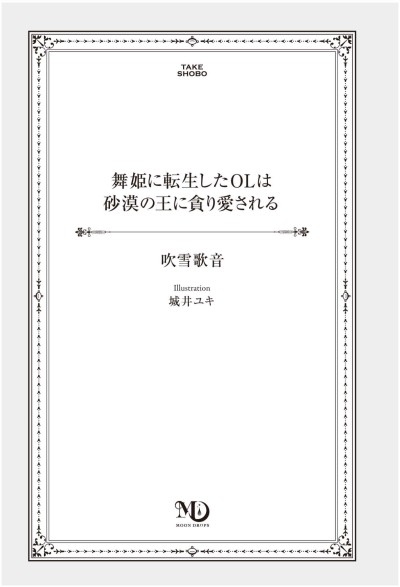 TAKE
SHOBO
舞姫に転生したOLは
砂漠の王に貪り愛される
吹雪歌音
Illustration
城井ユキ
MD
MOON DROPS